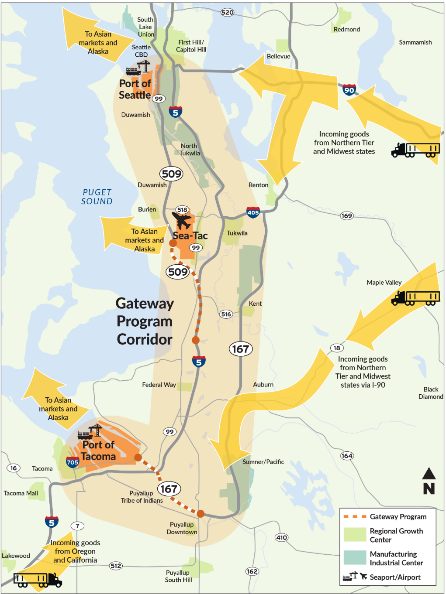 520
South
Lake
Union
Redmond
To Asian
markets and
Alaska
Seattle
CBD
First Hill/
Capitol Hill
Sammamish
Bellevue
Port of
Seattle
90
99
5
Duwamish
Incoming goods
from Northern Tier
and Midwest states
North
Tukwila
509
Duwamish
Renton
PUGET
SOUND
Burien
518
405
169
Sea-Tac
Tukwila
To Asian
markets and
Alaska
99
509
Maple Valley
Gateway
Program
Corridor
Kent
516
167
18
5
Incoming goods
from Northern
Tier and Midwest
states via I-90
Federal Way
Auburn
Black
Diamond
To Asian
markets and
Alaska
99
Port of
Tacoma
164
705
Sumner/Pacific
16
Tacoma
N
167
Tacoma Mall
Puyallup
Tribe of Indians
5
7
Puyallup
Downtown
410
Incoming goods
from Oregon
and California
Lakewood
512
Puyallup
South Hill
162
Gateway Program
Regional Growth
Center
Manufacturing
Industrial Center
Seaport/Airport